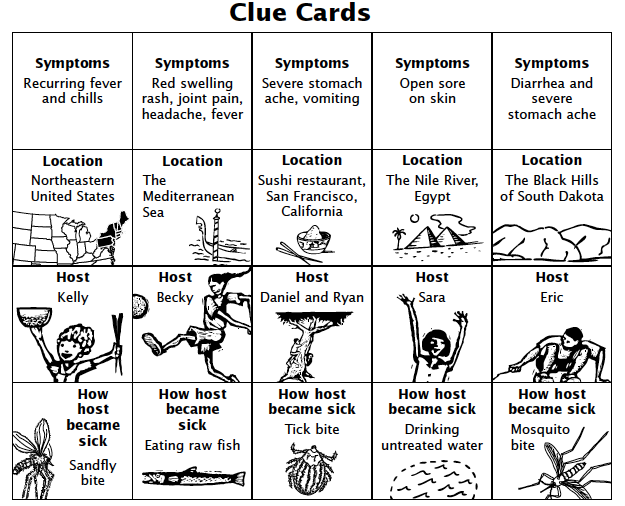 Clue Cards
Symptoms
Recurring fever
and chills
Symptoms
Red swelling
rash, joint pain,
headache, fever
Symptoms
Severe stomach
ache, vomiting
Symptoms
Open sore
on skin
Symptoms
Diarrhea and
severe
stomach ache
Location
Northeastern
United States
Location
The
Mediterranean
Sea
Location
Sushi restaurant,
San Francisco,
California
Location
The Nile River,
Egypt
Location
The Black Hills
of South Dakota
Host
Kelly
Host
Becky
Host
Daniel and Ryan
Host
Sara
Host
Eric
How
host
became
sick
Sandfly
bite
How host
became
sick
Eating raw fish
How host
became sick
Tick bite
How host
became sick
Drinking
untreated water
How host
became sick
Mosquito
bite